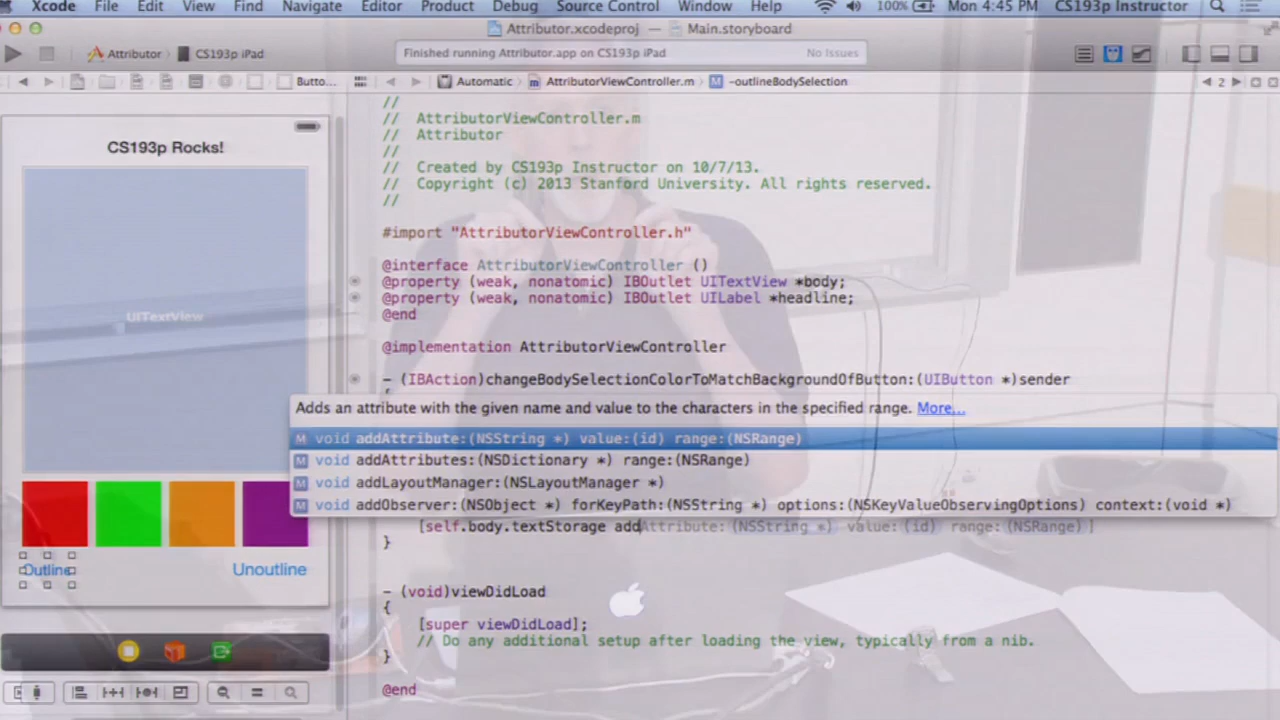 Xcode File Edit View Find Navigate Editor Product Debug Source Control Window Help 100% Mon 4:45 PM CS193p Instructor
Attributor.xcodeproj — Main.storyboard
Attributor CS193p iPad Finished running Attributor.app on CS193p iPad No Issues
Butto... Automatic AttributorViewController.m M -outlineBodySelection 2
//
// AttributorViewController.m
// Attributor
//
// Created by CS193p Instructor on 10/7/13.
// Copyright (c) 2013 Stanford University. All rights reserved.
//
#import "AttributorViewController.h"
@interface AttributorViewController ()
@property (weak, nonatomic) IBOutlet UITextView *body;
@property (weak, nonatomic) IBOutlet UILabel *headline;
@end
@implementation AttributorViewController
- (IBAction)changeBodySelectionColorToMatchBackgroundOfButton:(UIButton *)sender
Adds an attribute with the given name and value to the characters in the specified range. More...
M void addAttribute:(NSString *) value:(id) range:(NSRange)
M void addAttributes:(NSDictionary *) range:(NSRange)
M void addLayoutManager:(NSLayoutManager *)
M void addObserver:(NSObject *) forKeyPath:(NSString *) options:(NSKeyValueObservingOptions) context:(void *)
[self.body.textStorage addAttribute:(NSString *) value:(id) range:(NSRange)]
}
- (void)viewDidLoad
{
[super viewDidLoad];
// Do any additional setup after loading the view, typically from a nib.
}
@end
CS193p Rocks!
UITextView
Outline Unoutline